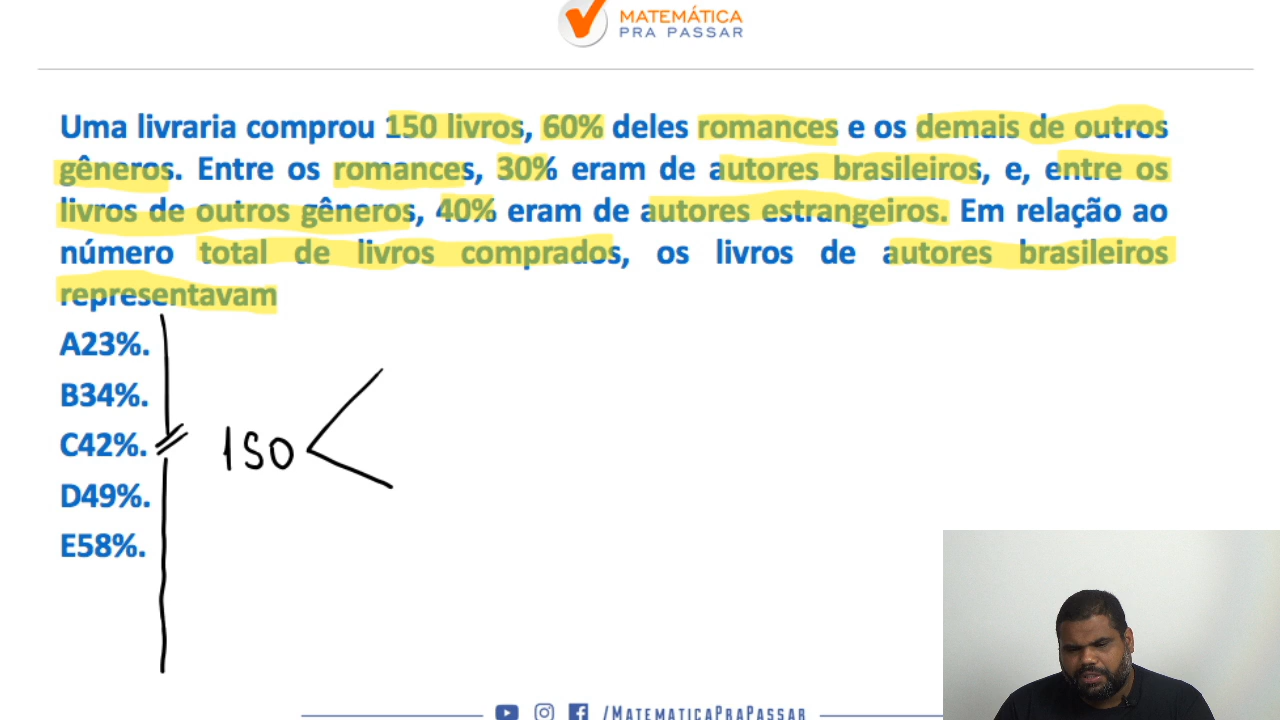 MATEMÁTICA
PRA PASSAR
Uma livraria comprou 150 livros, 60% deles romances e os demais de outros
gêneros. Entre os romances, 30% eram de autores brasileiros, e, entre os
livros de outros gêneros, 40% eram de autores estrangeiros. Em relação ao
número total de livros comprados, os livros de autores brasileiros
representavam
A23%.
B34%.
C42%.
D49%.
E58%.
150
/MATEMATICAPRAPASSAR